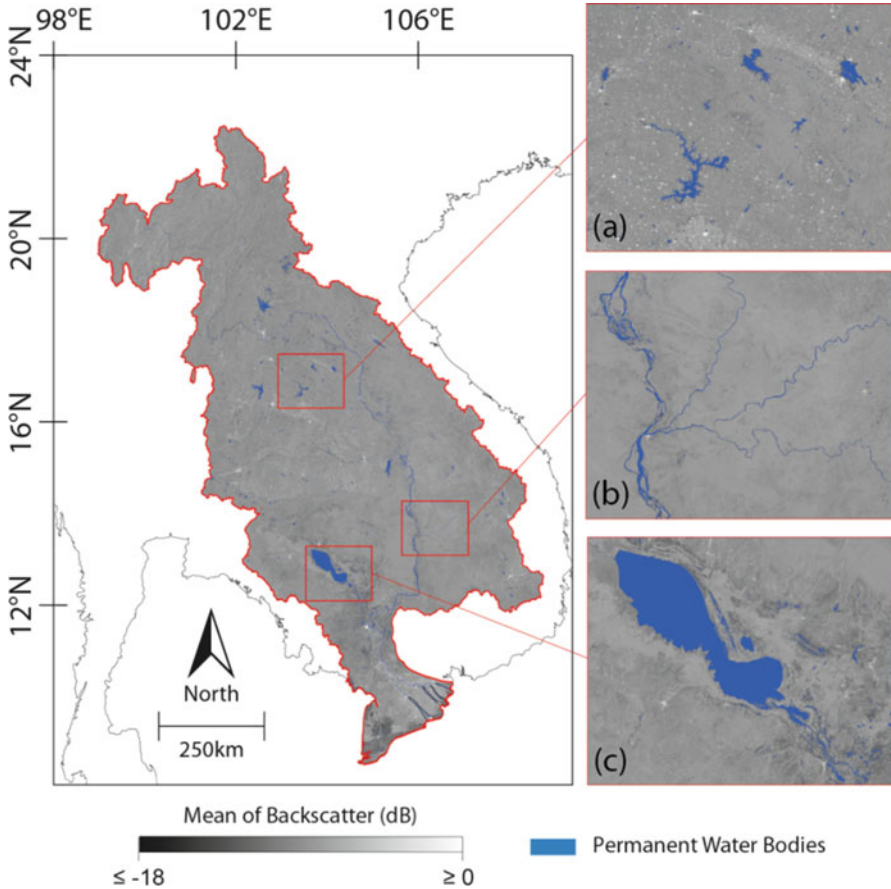 98°E 102°E 106°E
24°N
20°N
16°N
12°N
(a)
(b)
(c)
North
250km
Mean of Backscatter (dB)
≤ -18 ≥ 0
Permanent Water Bodies